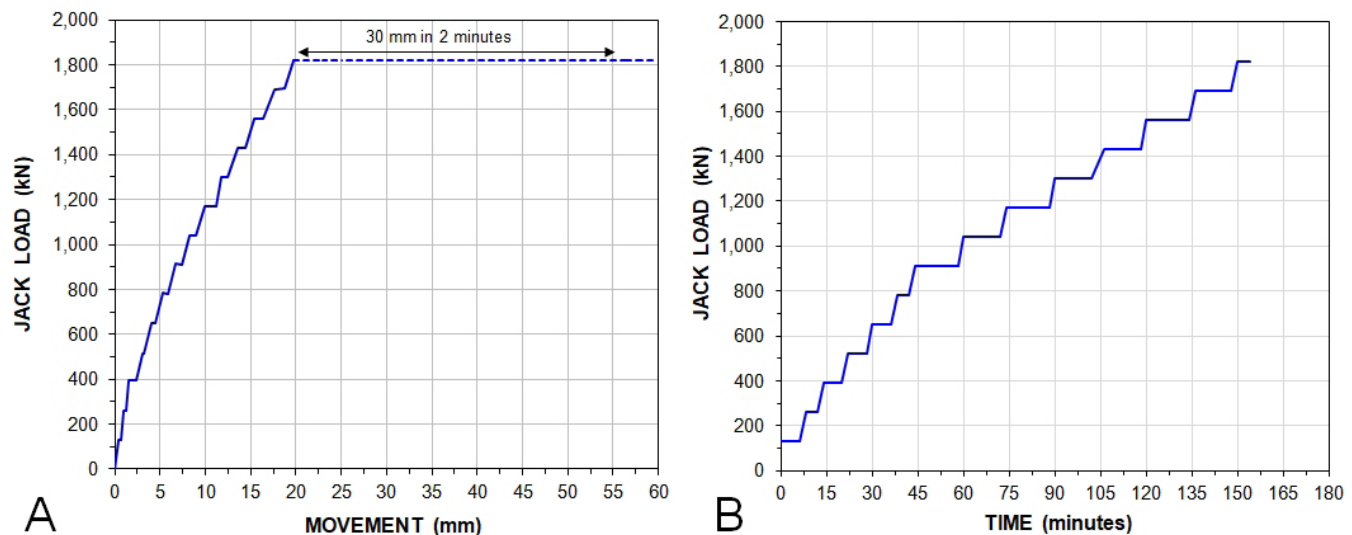 2,000
1,800
1,600
1,400
1,200
1,000
800
600
400
200
0
JACK LOAD (kN)
30 mm in 2 minutes
0 5 10 15 20 25 30 35 40 45 50 55 60
MOVEMENT (mm)
A
2,000
1,800
1,600
1,400
1,200
1,000
800
600
400
200
0
JACK LOAD (kN)
0 15 30 45 60 75 90 105 120 135 150 165 180
TIME (minutes)
B